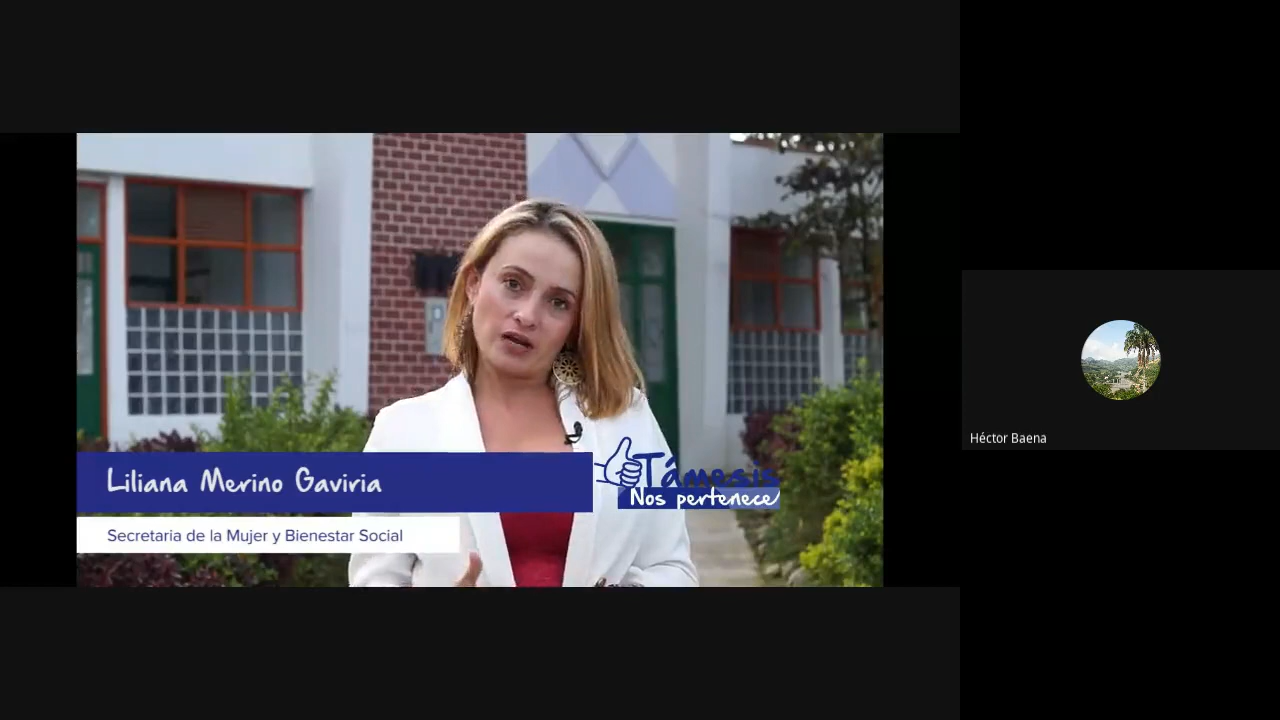 Liliana Merino Gaviria
Támesis
Nos pertenece
Secretaria de la Mujer y Bienestar Social
Héctor Baena